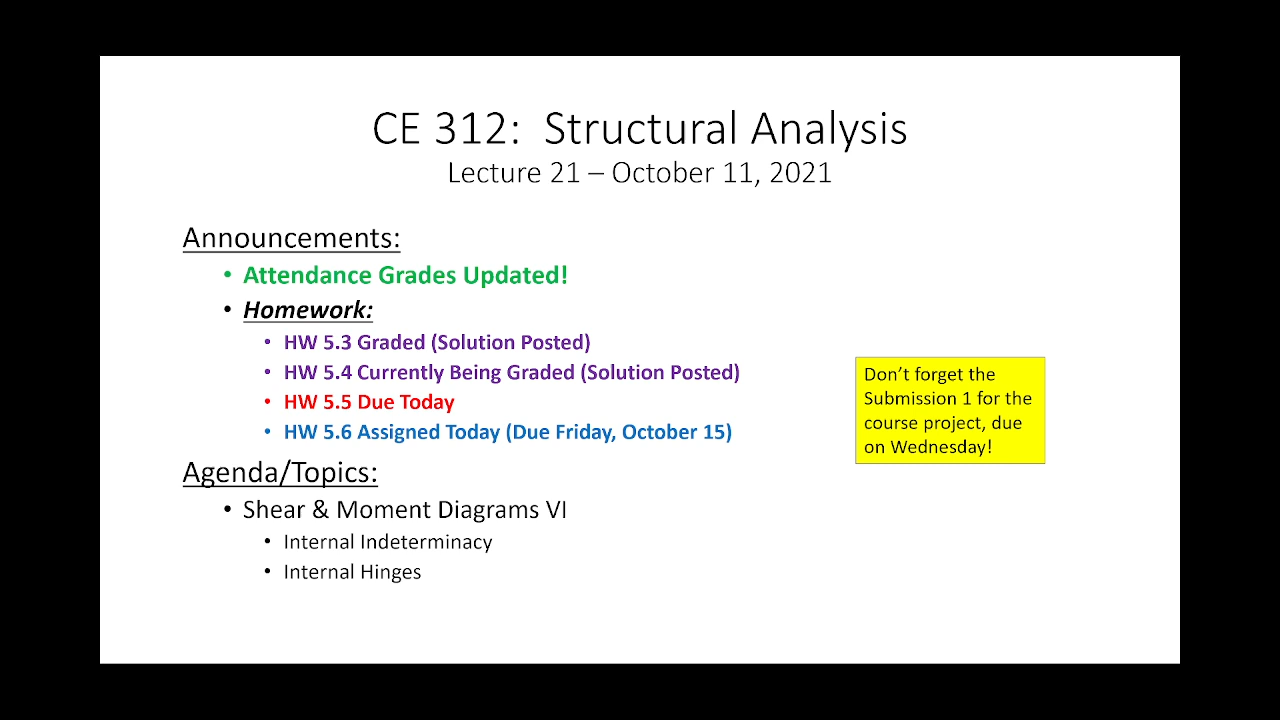 CE 312:  Structural Analysis
Lecture 21 – October 11, 2021
Announcements:
• Attendance Grades Updated!
• Homework:
• HW 5.3 Graded (Solution Posted)
• HW 5.4 Currently Being Graded (Solution Posted)
• HW 5.5 Due Today
• HW 5.6 Assigned Today (Due Friday, October 15)
Don’t forget the
Submission 1 for the
course project, due
on Wednesday!
Agenda/Topics:
• Shear & Moment Diagrams VI
• Internal Indeterminacy
• Internal Hinges